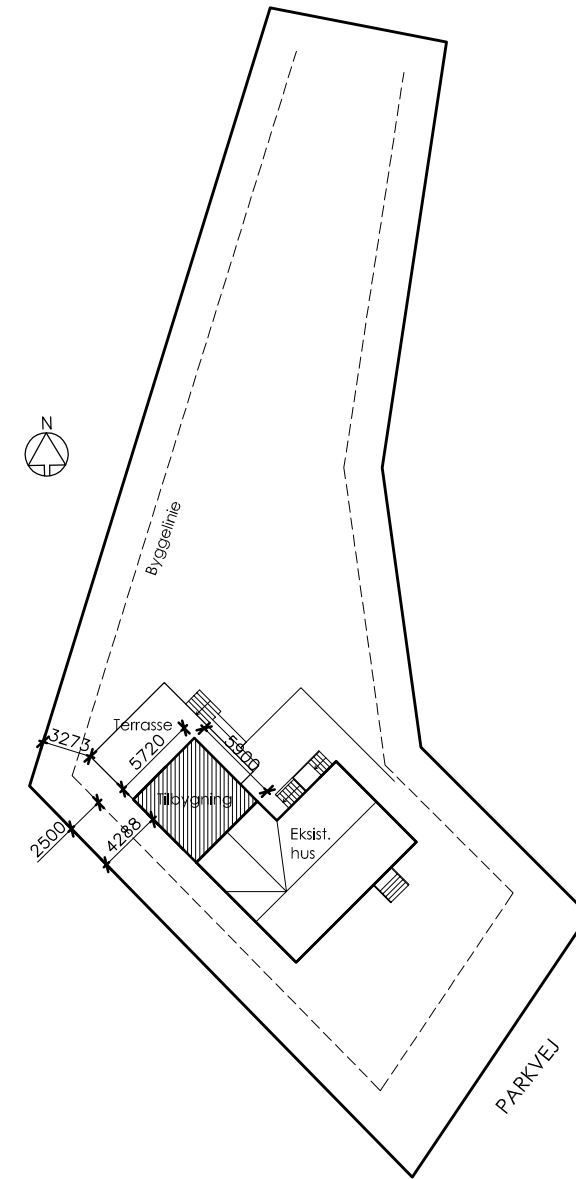 N
Byggelinie
3273
Terrasse
5720
5900
Tilbygning
2500
4288
Eksist.
hus
PARKVEJ